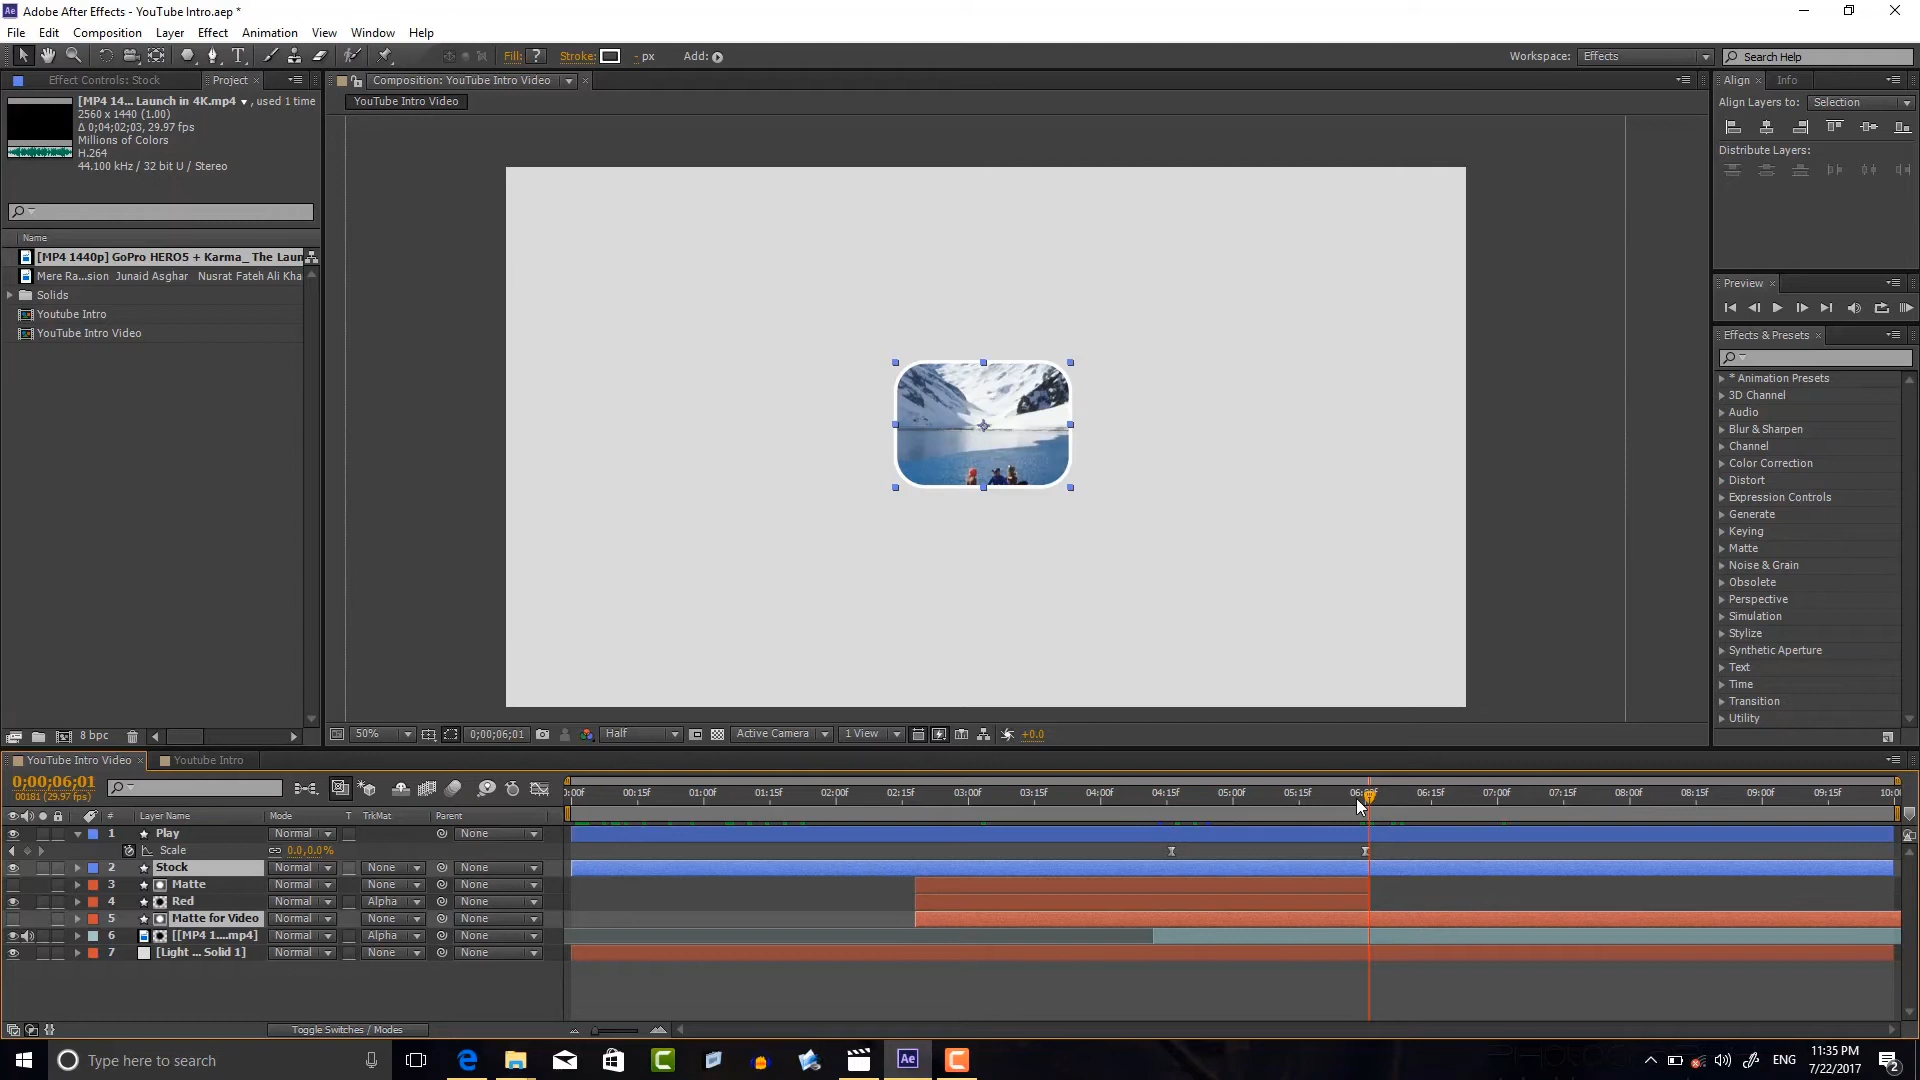 Adobe After Effects - YouTube Intro.aep *
File Edit Composition Layer Effect Animation View Window Help
Fill: ? Stroke: - px Add: Workspace: Effects Search Help
Effect Controls: Stock Project Composition: YouTube Intro Video Align Info
[MP4 14... Launch in 4K.mp4 , used 1 time
2560 x 1440 (1.00)
Δ 0;04;02;03, 29.97 fps
Millions of Colors
H.264
44.100 kHz / 32 bit U / Stereo
YouTube Intro Video
Align Layers to: Selection
Distribute Layers:
Name
[MP4 1440p] GoPro HERO5 + Karma_ The Laun
Mere Ra...sion Junaid Asghar Nusrat Fateh Ali Kha
Solids
Youtube Intro
YouTube Intro Video
Preview
Effects & Presets
* Animation Presets
3D Channel
Audio
Blur & Sharpen
Channel
Color Correction
Distort
Expression Controls
Generate
Keying
Matte
Noise & Grain
Obsolete
Perspective
Simulation
Stylize
Synthetic Aperture
Text
Time
Transition
Utility
8 bpc 50% 0;00;06;01 Half Active Camera 1 View +0.0
YouTube Intro Video Youtube Intro
0;00;06;01
00181 (29.97 fps)
0:00f 00:15f 01:00f 01:15f 02:00f 02:15f 03:00f 03:15f 04:00f 04:15f 05:00f 05:15f 06:00f 06:15f 07:00f 07:15f 08:00f 08:15f 09:00f 09:15f 10:0
# Layer Name Mode T TrkMat Parent
1 Play Normal None
Scale 0.0,0.0%
2 Stock Normal None None
3 Matte Normal None None
4 Red Normal Alpha None
5 Matte for Video Normal None None
6 [[MP4 1....mp4] Normal Alpha None
7 [Light ... Solid 1] Normal None None
Toggle Switches / Modes
Type here to search
Ae
ENG
11:35 PM
7/22/2017
2